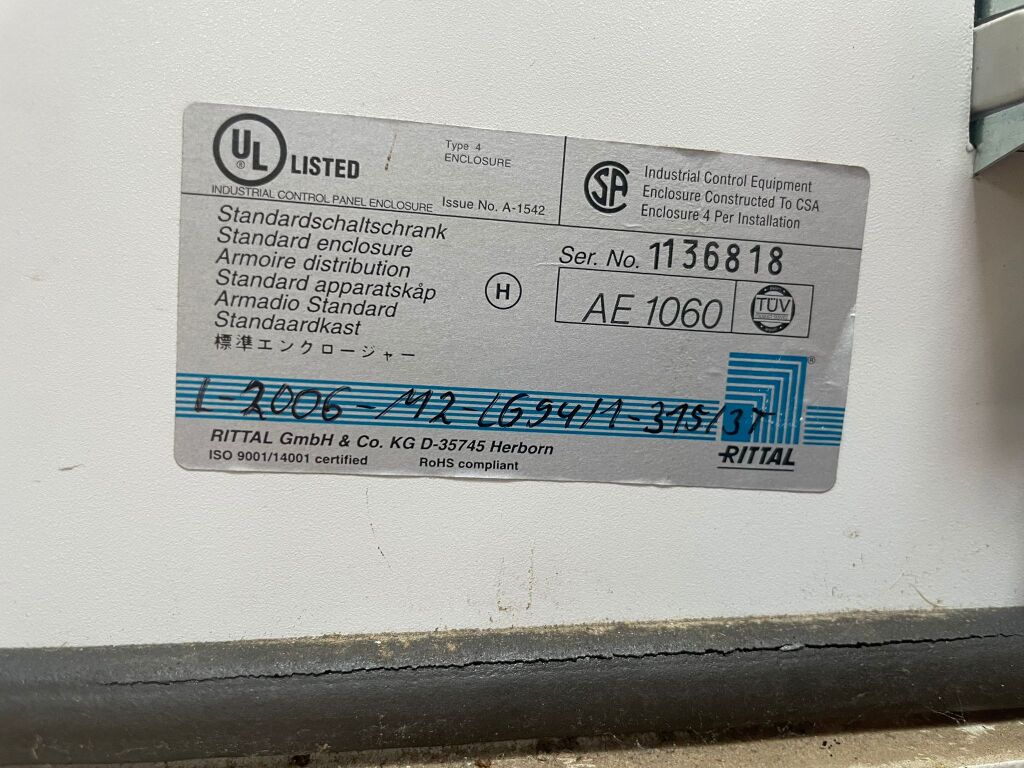 UL® LISTED
Type 4
ENCLOSURE
INDUSTRIAL CONTROL PANEL ENCLOSURE Issue No. A-1542
SA Industrial Control Equipment
Enclosure Constructed To CSA
Enclosure 4 Per Installation
Standardschaltschrank
Standard enclosure
Armoire distribution
Standard apparatskåp
Armadio Standard
Standaardkast
標準エンクロージャー
H
Ser. No. 1136818
AE 1060
TÜV
L-2006-M2-LG94/1-315/3T
RITTAL GmbH & Co. KG D-35745 Herborn
ISO 9001/14001 certified RoHS compliant
RITTAL